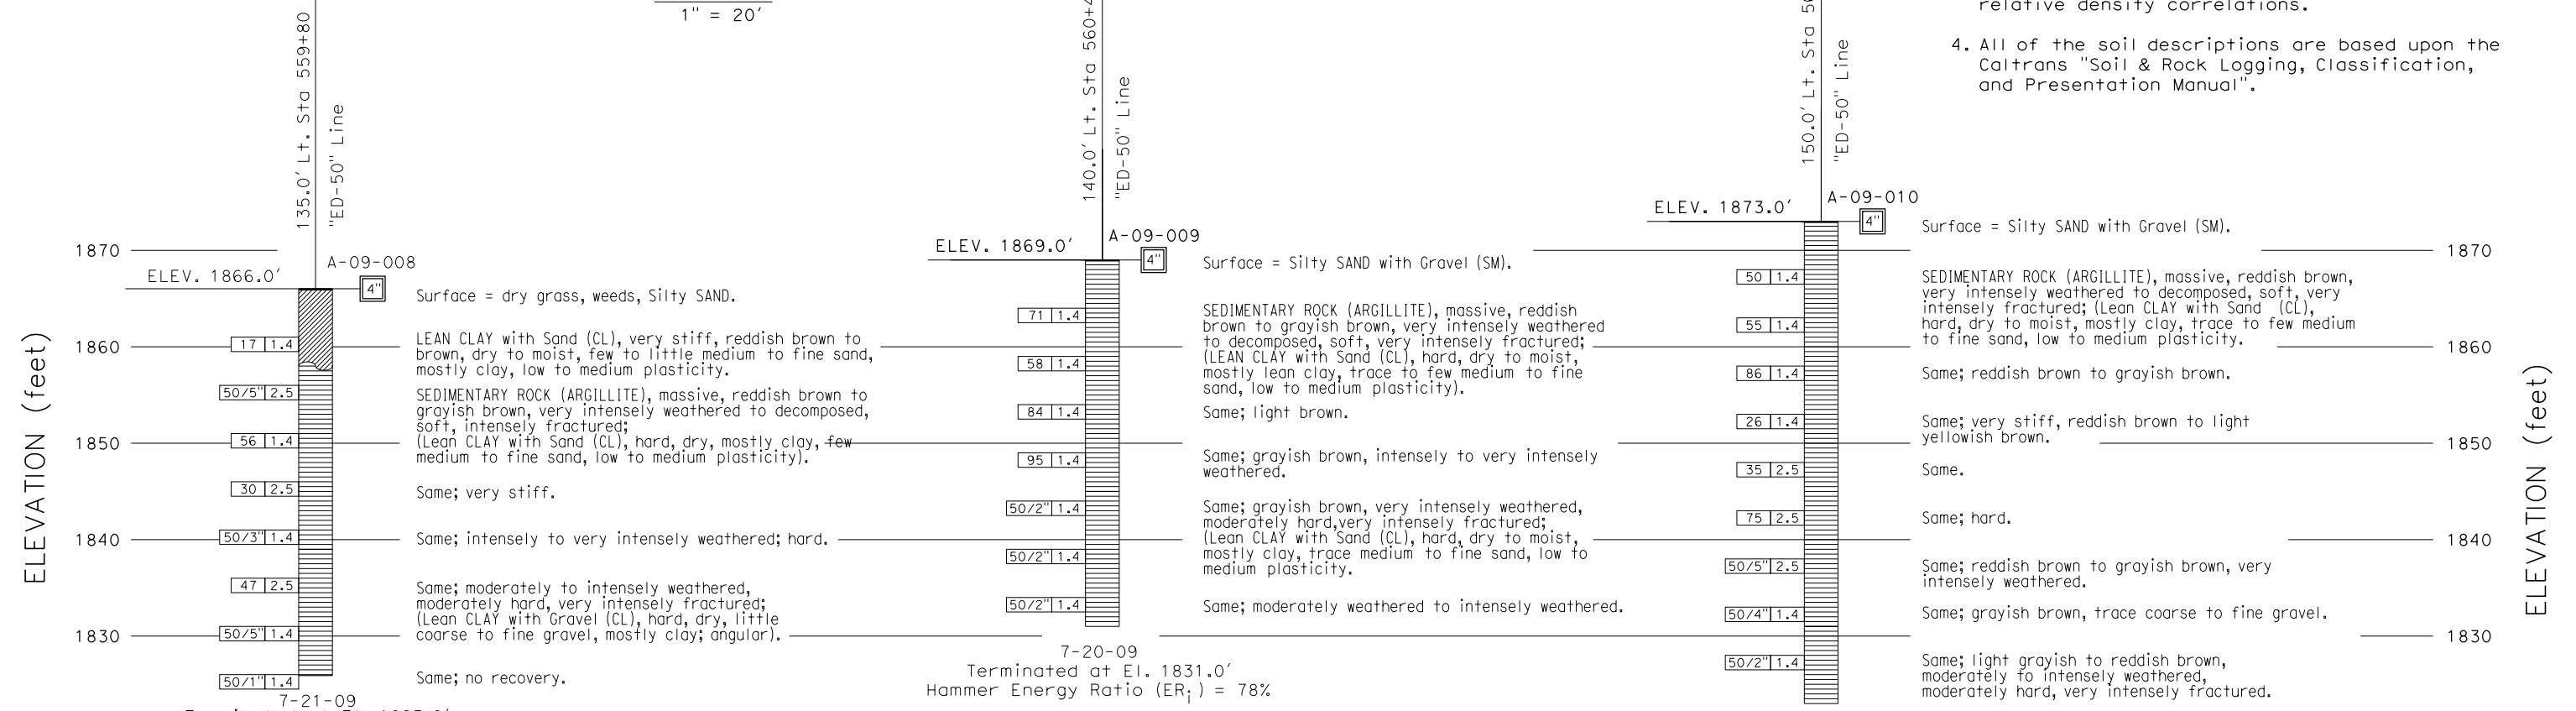 1" = 20'
relative density correlations.
4. All of the soil descriptions are based upon the
Caltrans "Soil & Rock Logging, Classification,
and Presentation Manual".
135.0' Lt. Sta 559+80
"ED-50" Line
140.0' Lt. Sta
"ED-50" Line
150.0' Lt. Sta
"ED-50" Line
ELEVATION (feet)
1870
1860
1850
1840
1830
ELEV. 1866.0'
A-09-008
4"
17 1.4
50/5" 2.5
56 1.4
30 2.5
50/3" 1.4
47 2.5
50/5" 1.4
50/1" 1.4
Surface = dry grass, weeds, Silty SAND.
LEAN CLAY with Sand (CL), very stiff, reddish brown to
brown, dry to moist, few to little medium to fine sand,
mostly clay, low to medium plasticity.
SEDIMENTARY ROCK (ARGILLITE), massive, reddish brown to
grayish brown, very intensely weathered to decomposed,
soft, intensely fractured;
(Lean CLAY with Sand (CL), hard, dry, mostly clay, few
medium to fine sand, low to medium plasticity).
Same; very stiff.
Same; intensely to very intensely weathered; hard.
Same; moderately to intensely weathered,
moderately hard, very intensely fractured;
(Lean CLAY with Gravel (CL), hard, dry, little
coarse to fine gravel, mostly clay; angular).
Same; no recovery.
7-21-09
ELEV. 1869.0'
A-09-009
4"
71 1.4
58 1.4
84 1.4
95 1.4
50/2" 1.4
50/2" 1.4
50/2" 1.4
Surface = Silty SAND with Gravel (SM).
SEDIMENTARY ROCK (ARGILLITE), massive, reddish
brown to grayish brown, very intensely weathered
to decomposed, soft, very intensely fractured;
(LEAN CLAY with Sand (CL), hard, dry to moist,
mostly lean clay, trace to few medium to fine
sand, low to medium plasticity).
Same; light brown.
Same; grayish brown, intensely to very intensely
weathered.
Same; grayish brown, very intensely weathered,
moderately hard,very intensely fractured;
(Lean CLAY with Sand (CL), hard, dry to moist,
mostly clay, trace medium to fine sand, low to
medium plasticity.
Same; moderately weathered to intensely weathered.
7-20-09
Terminated at El. 1831.0'
Hammer Energy Ratio (ERi) = 78%
ELEV. 1873.0'
A-09-010
4"
50 1.4
55 1.4
86 1.4
26 1.4
35 2.5
75 2.5
50/5" 2.5
50/4" 1.4
50/2" 1.4
Surface = Silty SAND with Gravel (SM).
SEDIMENTARY ROCK (ARGILLITE), massive, reddish brown,
very intensely weathered to decomposed, soft, very
intensely fractured; (Lean CLAY with Sand (CL),
hard, dry to moist, mostly clay, trace to few medium
to fine sand, low to medium plasticity.
Same; reddish brown to grayish brown.
Same; very stiff, reddish brown to light
yellowish brown.
Same.
Same; hard.
Same; reddish brown to grayish brown, very
intensely weathered.
Same; grayish brown, trace coarse to fine gravel.
Same; light grayish to reddish brown,
moderately to intensely weathered,
moderately hard, very intensely fractured.
1870
1860
1850
1840
1830
ELEVATION (feet)